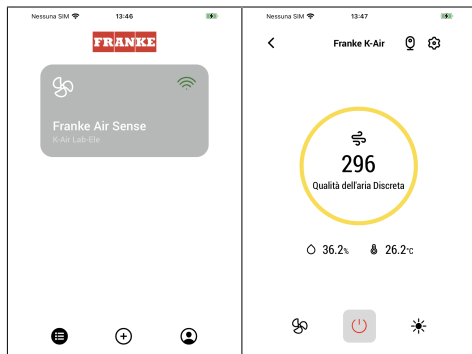 Nessuna SIM 13:46
FRANKE
Franke Air Sense
K-Air Lab-Ele
Nessuna SIM 13:47
Franke K-Air
296
Qualità dell'aria Discreta
36.2% 26.2°C